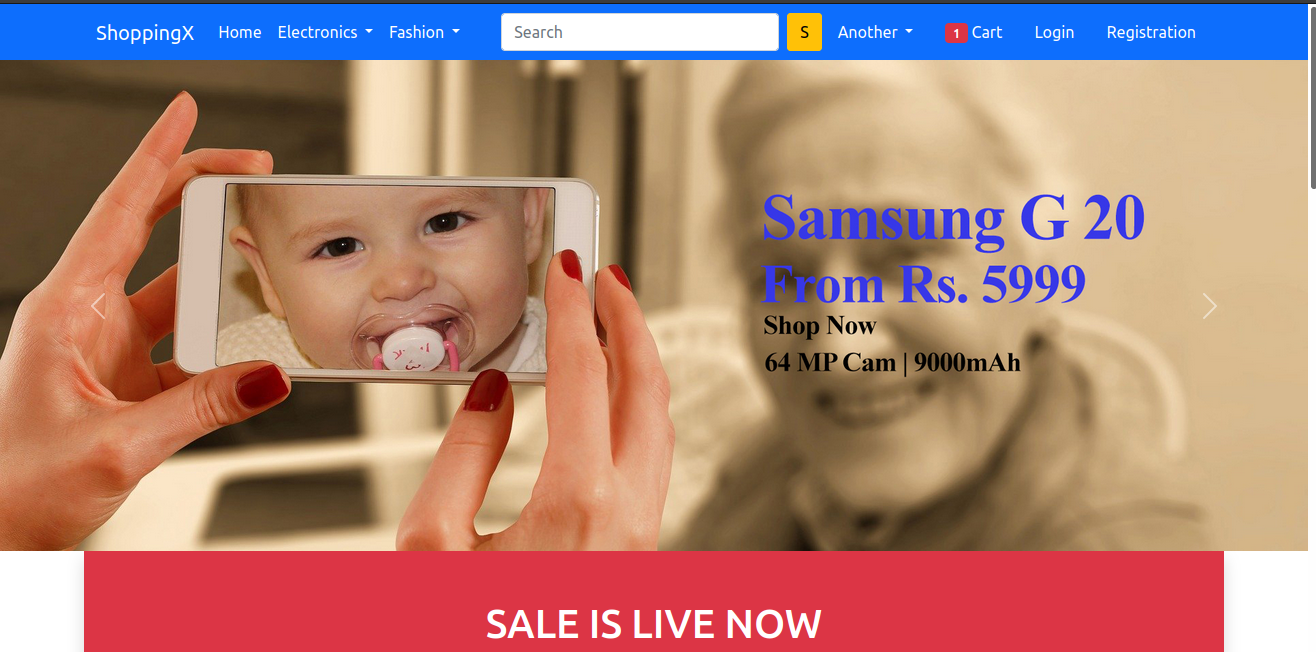 ShoppingX Home Electronics Fashion Search S Another 1 Cart Login Registration
Samsung G 20
From Rs. 5999
Shop Now
64 MP Cam | 9000mAh
SALE IS LIVE NOW